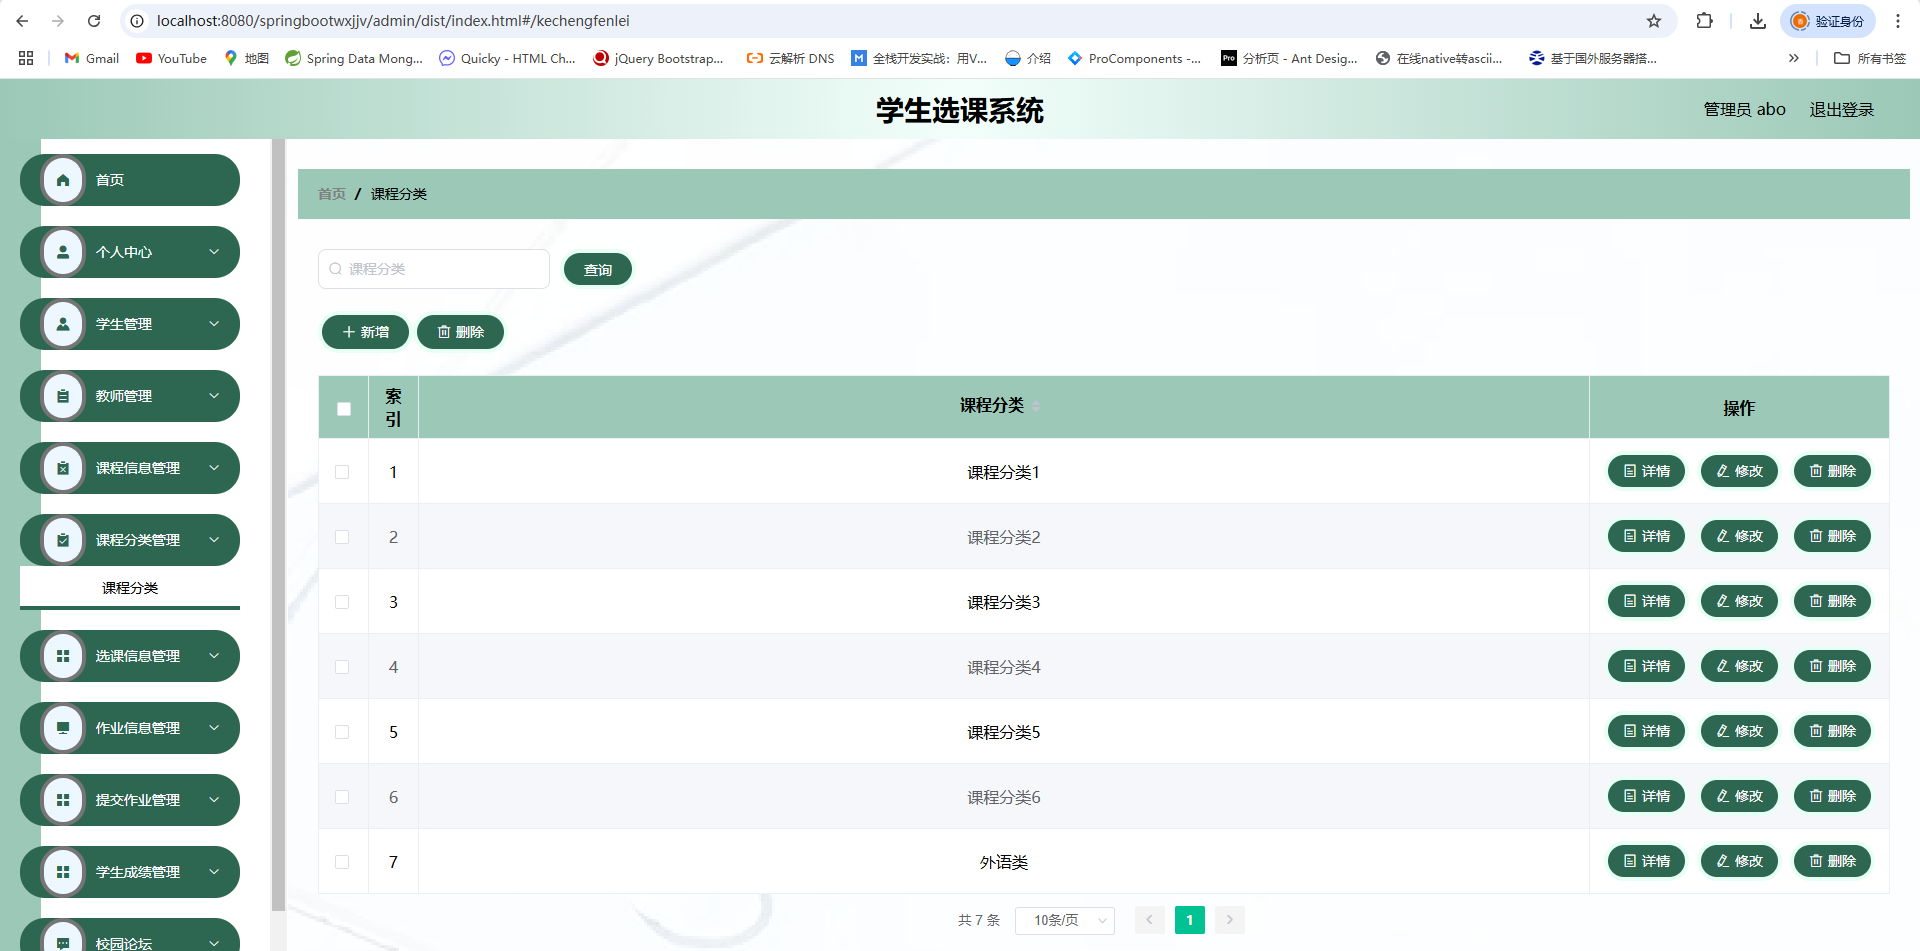 localhost:8080/springbootwxjjv/admin/dist/index.html#/kechengfenlei
验证身份
Gmail
YouTube
地图
Spring Data Mong...
Quicky - HTML Ch...
jQuery Bootstrap...
云解析 DNS
全栈开发实战：用V...
介绍
ProComponents -...
Pro
分析页 - Ant Desig...
在线native转ascii...
基于国外服务器搭...
所有书签
学生选课系统
管理员 abo
退出登录
首页
个人中心
学生管理
教师管理
课程信息管理
课程分类管理
课程分类
选课信息管理
作业信息管理
提交作业管理
学生成绩管理
校园论坛
首页 / 课程分类
课程分类
查询
新增
删除
索引 课程分类 操作
1 课程分类1 详情 修改 删除
2 课程分类2 详情 修改 删除
3 课程分类3 详情 修改 删除
4 课程分类4 详情 修改 删除
5 课程分类5 详情 修改 删除
6 课程分类6 详情 修改 删除
7 外语类 详情 修改 删除
共 7 条 10条/页 1